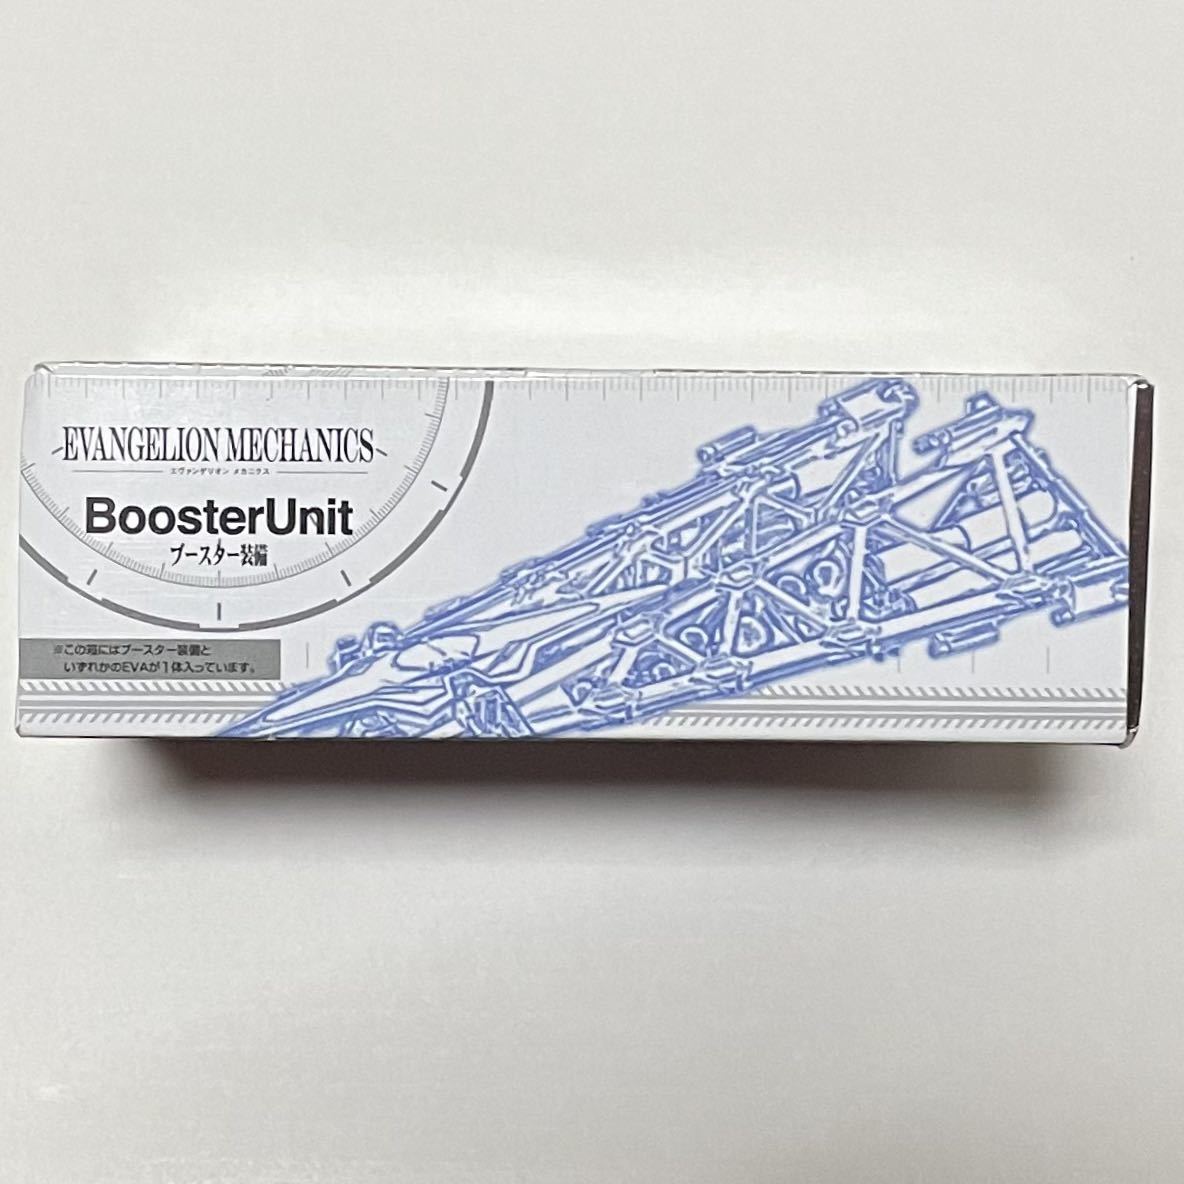 EVANGELION MECHANICS
エヴァンゲリオン メカニクス
BoosterUnit
ブースター装備
※この箱にはブースター装備と
いずれかのEVAが1体入っています。